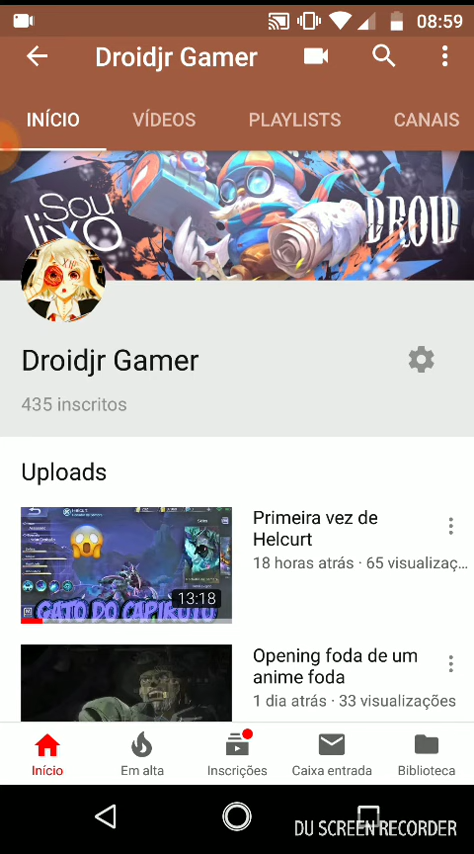 08:59
Droidjr Gamer
INÍCIO VÍDEOS PLAYLISTS CANAIS
Sou
lixo
DROID
Droidjr Gamer
435 inscritos
Uploads
HELCURT
GATO DO CAPIROTO
13:18
Primeira vez de
Helcurt
18 horas atrás · 65 visualizaç...
Opening foda de um
anime foda
1 dia atrás · 33 visualizações
Início Em alta Inscrições Caixa entrada Biblioteca
DU SCREEN RECORDER